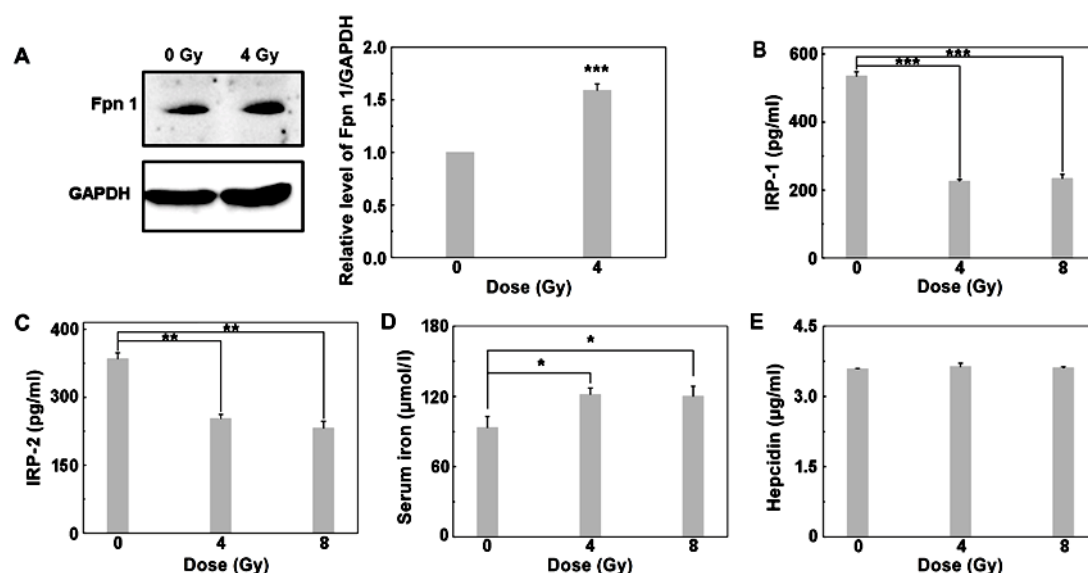 A
0 Gy 4 Gy
Fpn 1
GAPDH
Relative level of Fpn 1/GAPDH
2.0
1.5
1.0
0.5
0.0
***
0 4
Dose (Gy)
B
IRP-1 (pg/ml)
600
400
200
0
***
***
0 4 8
Dose (Gy)
C
IRP-2 (pg/ml)
400
300
150
0
**
**
0 4 8
Dose (Gy)
D
Serum iron (μmol/l)
180
120
60
0
*
*
0 4 8
Dose (Gy)
E
Hepcidin (μg/ml)
4.5
3.0
1.5
0.0
0 4 8
Dose (Gy)